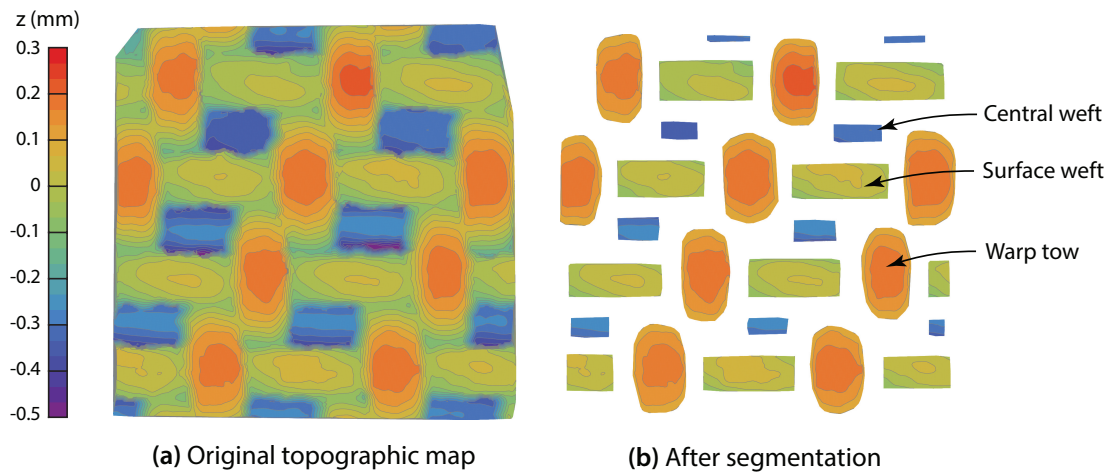 z (mm)
0.3
0.2
0.1
0
-0.1
-0.2
-0.3
-0.4
-0.5
Central weft
Surface weft
Warp tow
(a) Original topographic map
(b) After segmentation